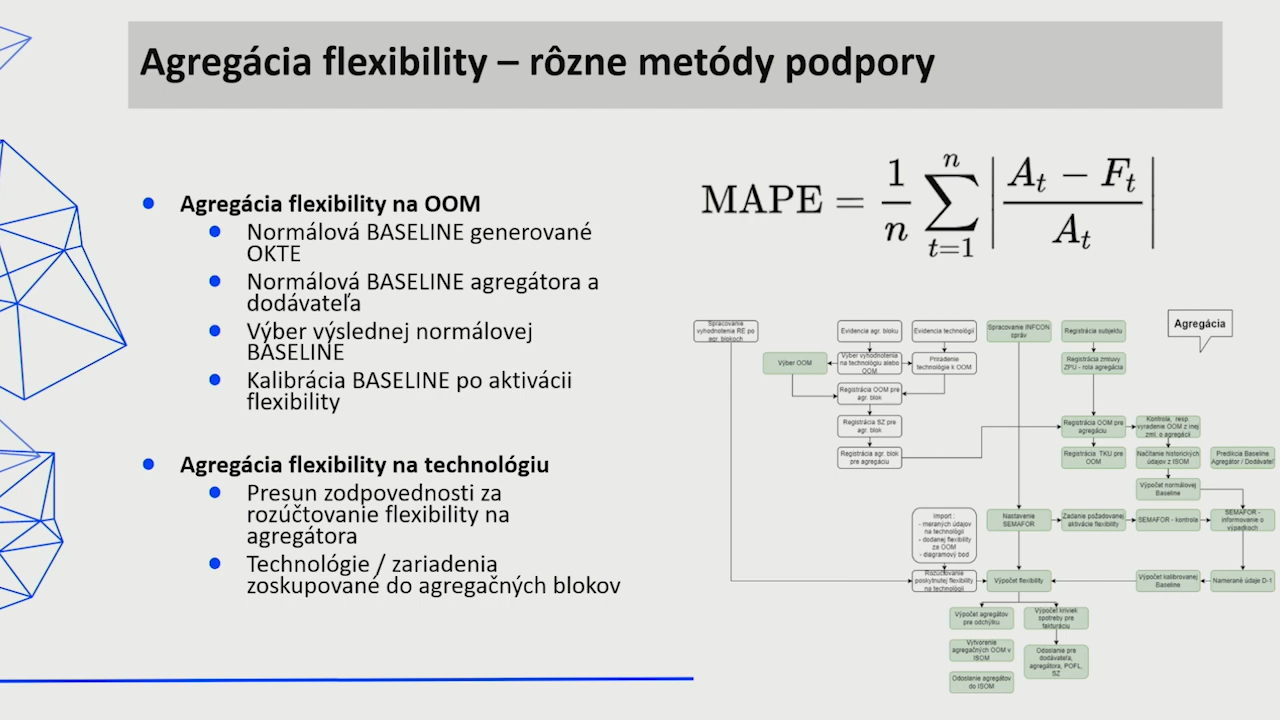 Agregácia flexibility – rôzne metódy podpory
Agregácia flexibility na OOM
Normálová BASELINE generované
OKTE
Normálová BASELINE agregátora a
dodávateľa
Výber výslednej normálovej
BASELINE
Kalibrácia BASELINE po aktivácii
flexibility
Agregácia flexibility na technológiu
Presun zodpovednosti za
rozúčtovanie flexibility na
agregátora
Technológie / zariadenia
zoskupované do agregačných blokov
MAPE = 1/n ∑ t=1 n | At − Ft / At |
Agregácia
Spracovanie
vyhodnotenia RE po
agr. blokoch
Evidencia agr. bloku
Evidencia technológií
Spracovanie INFCON
správ
Registrácia subjektu
Výber OOM
Výber vyhodnotenia
na technológiu alebo
OOM
Priradenie
technológie k OOM
Registrácia zmluvy
ZPU - rola agregácia
Registrácia OOM pre
agr. blok
Registrácia SZ pre
agr. blok
Registrácia OOM pre
agregáciu
Kontrola, resp.
vyradenie OOM z inej
zml. o agregácii
Registrácia agr. blok
pre agregáciu
Registrácia TKU pre
OOM
Načítanie historických
údajov z ISOM
Predikcia Baseline
Agregátor / Dodávateľ
Výpočet normálovej
Baseline
Import :
- meraných údajov
na technológii
- dodanej flexibility
za OOM
- diagramový bod
Nastavenie
SEMAFOR
Zadanie požadovanej
aktivácie flexibility
SEMAFOR - kontrola
SEMAFOR -
informovanie o
výpadkoch
Rozúčtovanie
poskytnutej flexibility
na technológií
Výpočet flexibility
Výpočet kalibrovanej
Baseline
Namerané údaje D-1
Výpočet agregátov
pre odchýlku
Výpočet kriviek
spotreby pre
fakturáciu
Vytvorenie
agregačných OOM v
ISOM
Odoslanie pre
dodávateľa,
agregátora, POFL,
SZ
Odoslanie agregátov
do ISOM